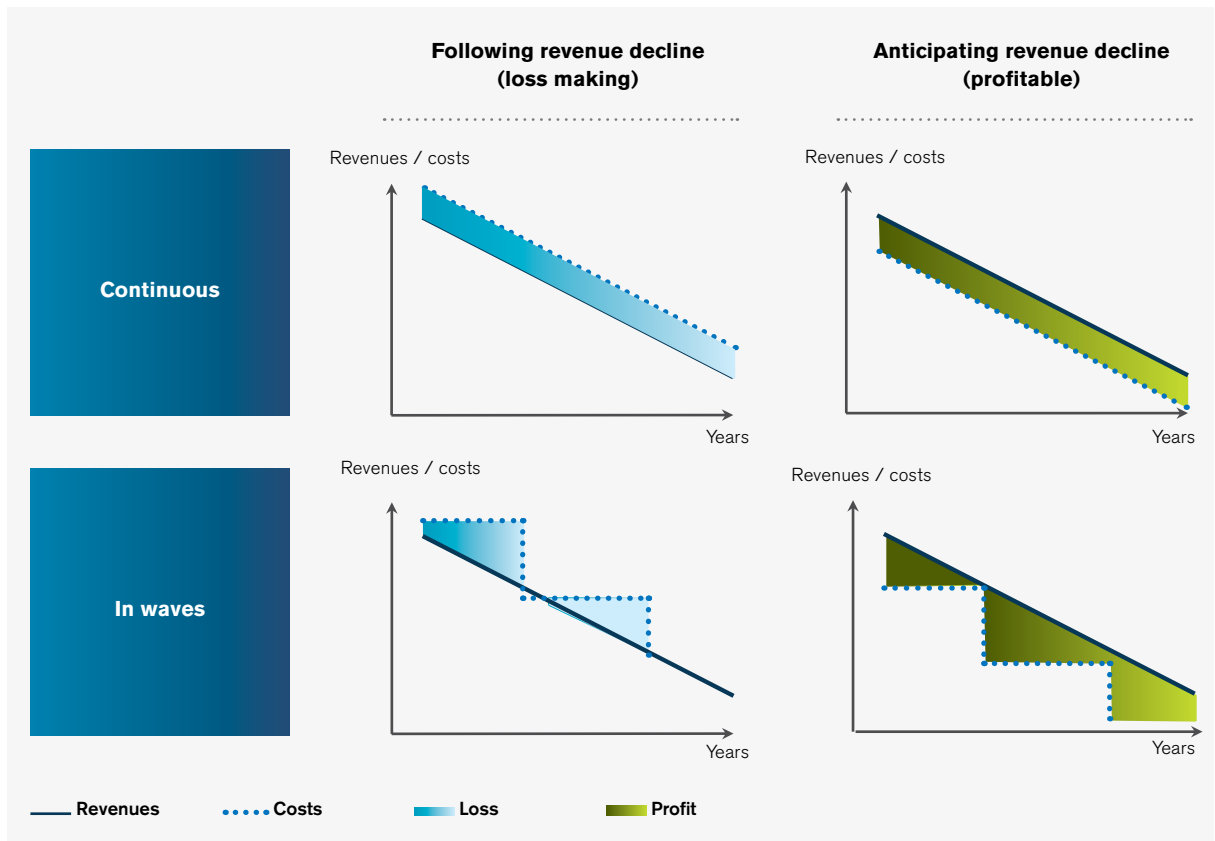 Following revenue decline
(loss making)
Anticipating revenue decline
(profitable)
Continuous
Revenues / costs
Years
Revenues / costs
Years
In waves
Revenues / costs
Years
Revenues / costs
Years
Revenues
Costs
Loss
Profit